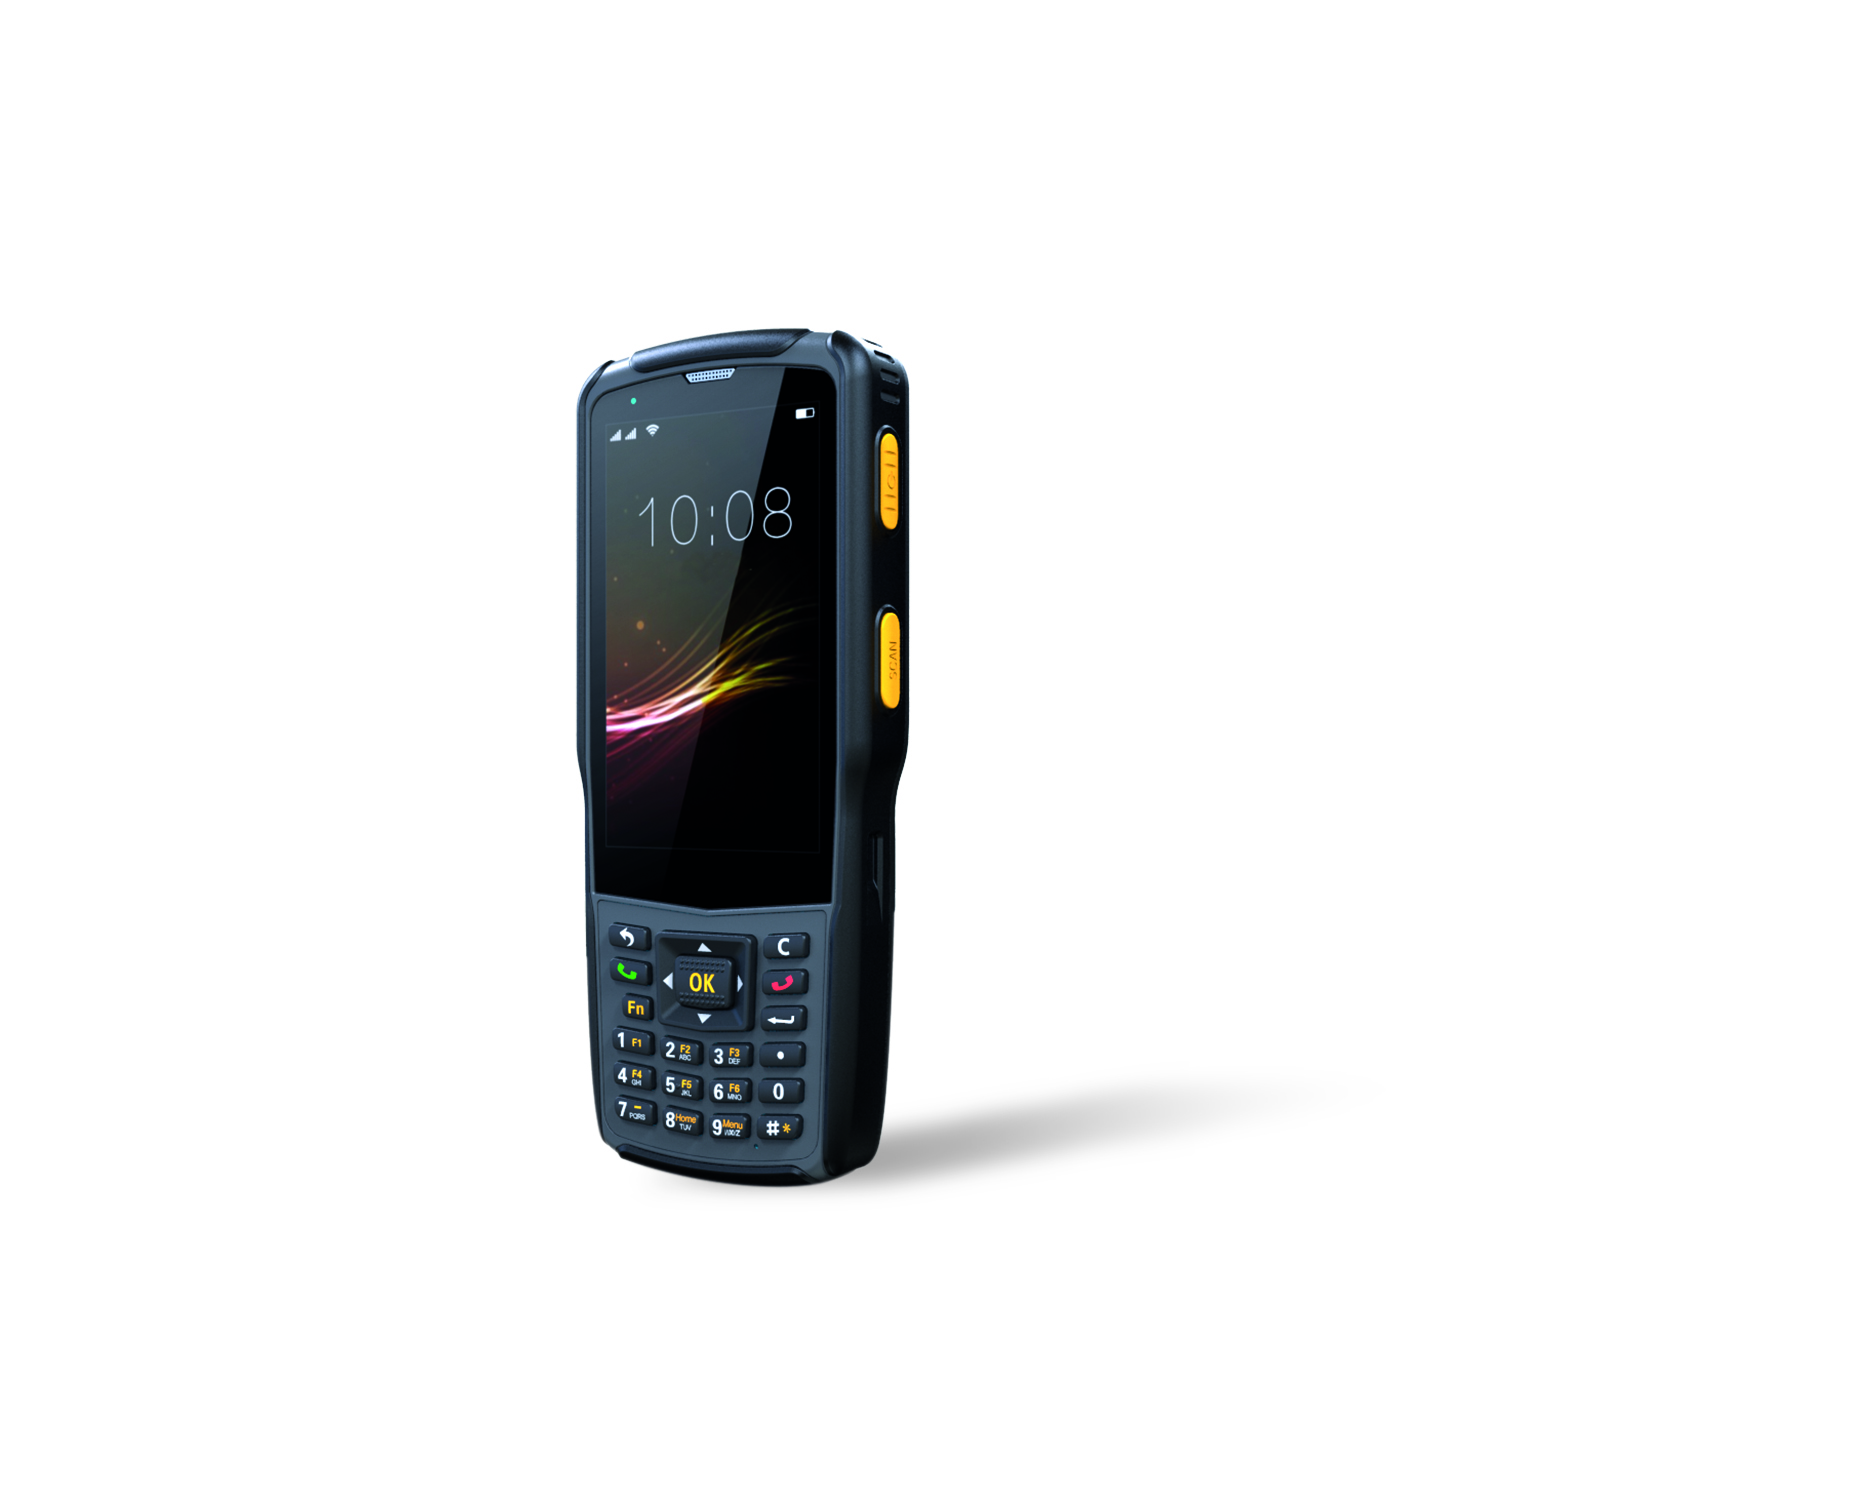 10:08
SCAN
C
OK
Fn
1 F1
2 F2 ABC
3 F3 DEF
4 F4 GHI
5 F5 JKL
6 F6 MNO
0
7 - PQRS
8 Home TUV
9 Menu WXYZ
# *